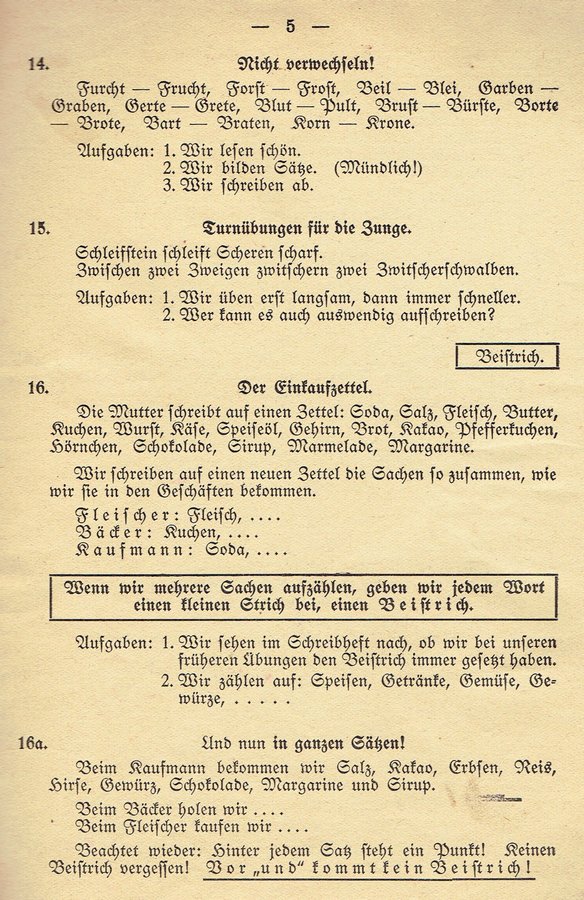 — 5 —
14. Nicht verwechseln!
Furcht — Frucht, Forst — Frost, Beil — Blei, Garben —
Graben, Gerte — Grete, Blut — Pult, Brust — Bürste, Borte
— Brote, Bart — Braten, Korn — Krone.
Aufgaben: 1. Wir lesen schön.
2. Wir bilden Sätze. (Mündlich!)
3. Wir schreiben ab.
15. Turnübungen für die Zunge.
Schleifstein schleift Scheren scharf.
Zwischen zwei Zweigen zwitschern zwei Zwitscherschwalben.
Aufgaben: 1. Wir üben erst langsam, dann immer schneller.
2. Wer kann es auch auswendig aufschreiben?
Beistrich.
16. Der Einkaufzettel.
Die Mutter schreibt auf einen Zettel: Soda, Salz, Fleisch, Butter,
Kuchen, Wurst, Käse, Speiseöl, Gehirn, Brot, Kakao, Pfefferkuchen,
Hörnchen, Schokolade, Sirup, Marmelade, Margarine.
Wir schreiben auf einen neuen Zettel die Sachen so zusammen, wie
wir sie in den Geschäften bekommen.
Fleischer: Fleisch, ....
Bäcker: Kuchen, ....
Kaufmann: Soda, ....
Wenn wir mehrere Sachen aufzählen, geben wir jedem Wort
einen kleinen Strich bei, einen Beistrich.
Aufgaben: 1. Wir sehen im Schreibheft nach, ob wir bei unseren
früheren Übungen den Beistrich immer gesetzt haben.
2. Wir zählen auf: Speisen, Getränke, Gemüse, Ge-
würze, . . . . .
16a. Und nun in ganzen Sätzen!
Beim Kaufmann bekommen wir Salz, Kakao, Erbsen, Reis,
Hirse, Gewürz, Schokolade, Margarine und Sirup.
Beim Bäcker holen wir ....
Beim Fleischer kaufen wir ....
Beachtet wieder: Hinter jedem Satz steht ein Punkt! Keinen
Beistrich vergessen! Vor „und" kommt kein Beistrich!